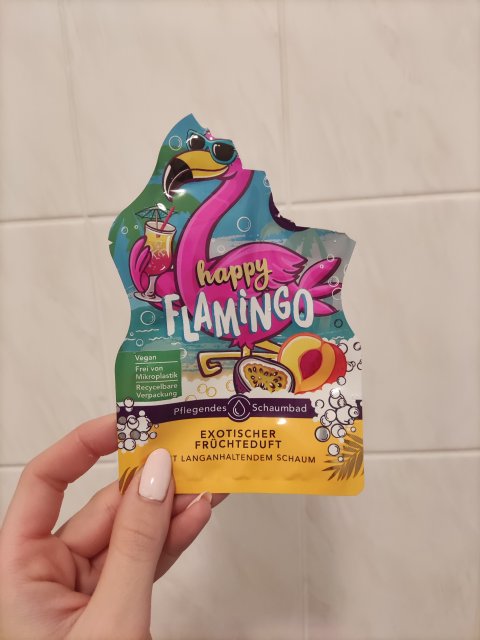 happy
FLAMINGO
Vegan
Frei von
Mikroplastik
Recycelbare
Verpackung
Pflegendes Schaumbad
EXOTISCHER
FRÜCHTEDUFT
T LANGANHALTENDEM SCHAUM